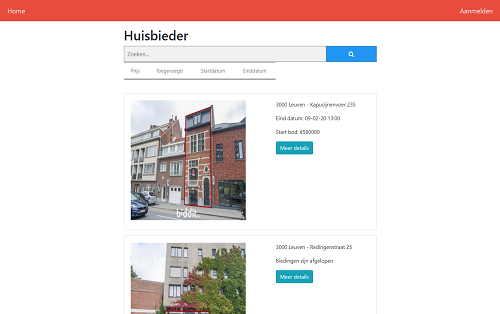 Home
Aanmelden
Huisbieder
Zoeken...
Prijs Toegevoegd Startdatum Einddatum
3000 Leuven - Kapucijnenvoer 235
Eind datum: 09-02-20 13:00
Start bod: €580000
Meer details
biddit.
3000 Leuven - Redingenstraat 25
Biedingen zijn afgelopen
Meer details